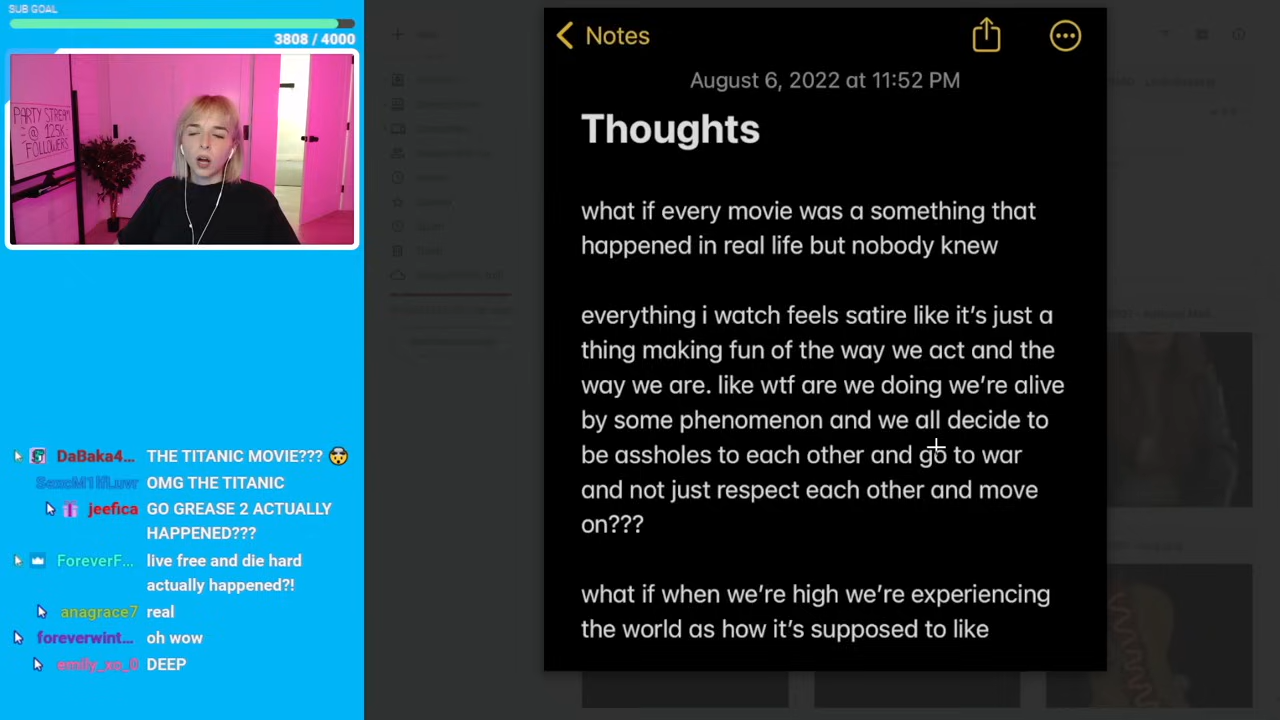 SUB GOAL
3808 / 4000
PARTY STREAM
@ 125K
FOLLOWERS
DaBaka4... THE TITANIC MOVIE???
OMG THE TITANIC
jeefica GO GREASE 2 ACTUALLY
HAPPENED???
ForeverF... live free and die hard
actually happened?!
anagrace7 real
foreverwint... oh wow
emily_xo_0 DEEP
Notes
August 6, 2022 at 11:52 PM
Thoughts
what if every movie was a something that
happened in real life but nobody knew
everything i watch feels satire like it’s just a
thing making fun of the way we act and the
way we are. like wtf are we doing we’re alive
by some phenomenon and we all decide to
be assholes to each other and go to war
and not just respect each other and move
on???
what if when we’re high we’re experiencing
the world as how it’s supposed to like